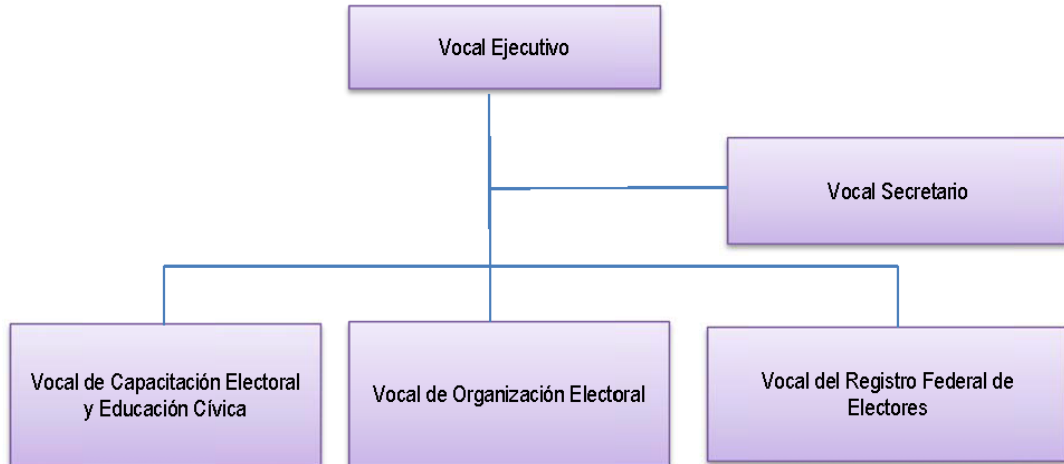 Vocal Ejecutivo
Vocal Secretario
Vocal de Capacitación Electoral
y Educación Cívica
Vocal de Organización Electoral
Vocal del Registro Federal de
Electores